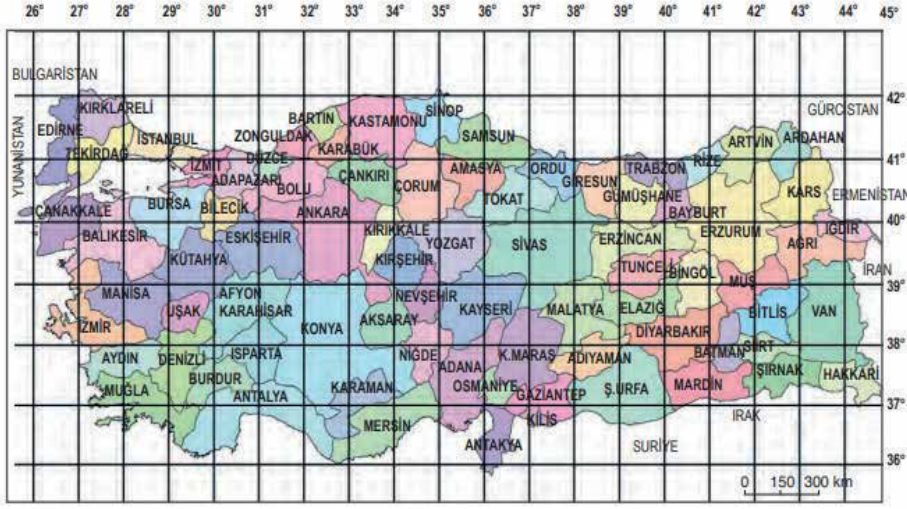 26° 27° 28° 29° 30° 31° 32° 33° 34° 35° 36° 37° 38° 39° 40° 41° 42° 43° 44° 45°
BULGARİSTAN
42°
KIRKLARELİ
BARTIN
KASTAMONU
SİNOP
GÜRCİSTAN
EDİRNE
İSTANBUL
ZONGULDAK
KARABÜK
SAMSUN
ARTVİN
ARDAHAN
YUNANİSTAN
TEKİRDAĞ
İZMİT
DÜZCE
41°
ADAPAZARI
BOLU
ÇANKIRI
ÇORUM
AMASYA
ORDU
GİRESUN
TRABZON
RİZE
KARS
ERMENİSTAN
ÇANAKKALE
BURSA
BİLECİK
ANKARA
TOKAT
GÜMÜŞHANE
BAYBURT
40°
BALIKESİR
ESKİŞEHİR
KIRIKKALE
YOZGAT
SİVAS
ERZİNCAN
ERZURUM
AĞRI
IĞDIR
KÜTAHYA
KIRŞEHİR
TUNCELİ
BİNGÖL
İRAN
39°
MANİSA
UŞAK
AFYON
KARAHİSAR
KONYA
NEVŞEHİR
AKSARAY
KAYSERİ
MALATYA
ELAZIĞ
MUŞ
BİTLİS
VAN
İZMİR
DİYARBAKIR
38°
AYDIN
DENİZLİ
ISPARTA
NİĞDE
ADANA
K.MARAŞ
ADIYAMAN
BATMAN
SİİRT
MUĞLA
BURDUR
ANTALYA
KARAMAN
OSMANİYE
GAZİANTEP
Ş.URFA
MARDİN
ŞIRNAK
HAKKARİ
37°
MERSİN
KİLİS
IRAK
ANTAKYA
SURİYE
36°
0 150 300 km